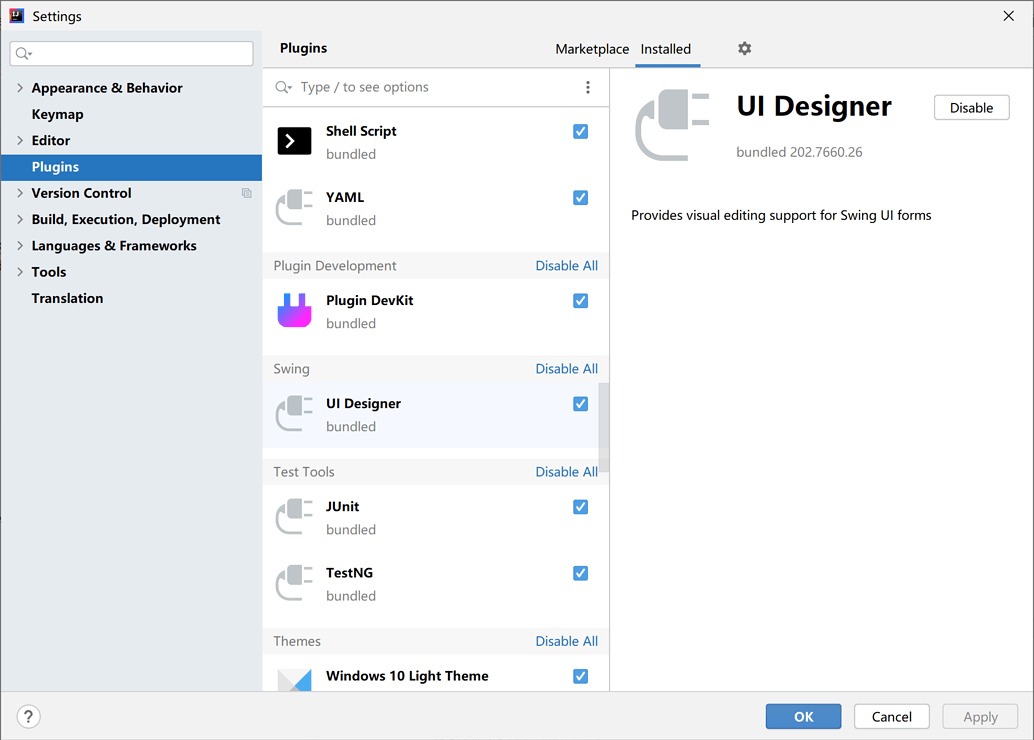 Settings
Plugins
Marketplace
Installed
Appearance & Behavior
Keymap
Editor
Plugins
Version Control
Build, Execution, Deployment
Languages & Frameworks
Tools
Translation
Type / to see options
Shell Script
bundled
YAML
bundled
Plugin Development Disable All
Plugin DevKit
bundled
Swing Disable All
UI Designer
bundled
Test Tools Disable All
JUnit
bundled
TestNG
bundled
Themes Disable All
Windows 10 Light Theme
UI Designer
Disable
bundled 202.7660.26
Provides visual editing support for Swing UI forms
?
OK
Cancel
Apply